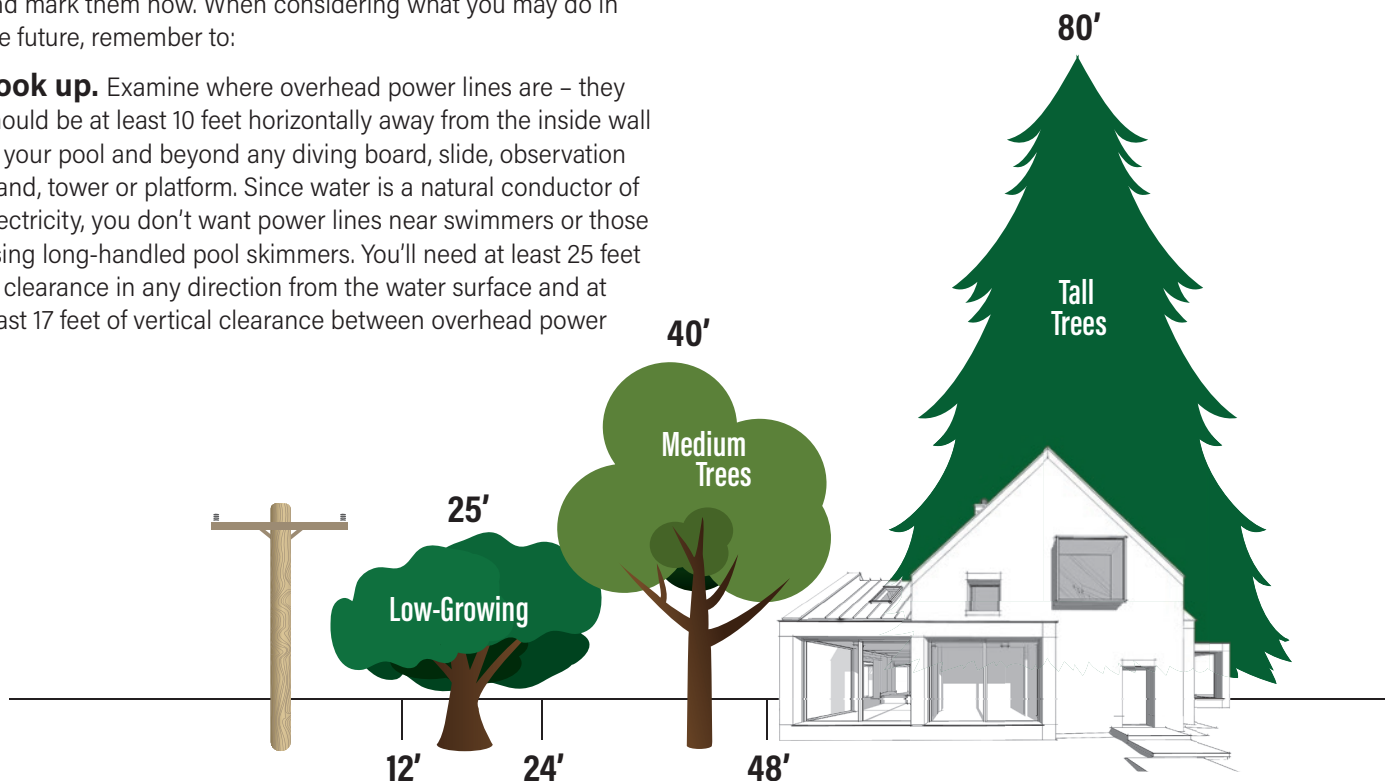 nd mark them now. When considering what you may do in
e future, remember to:
ook up. Examine where overhead power lines are – they
ould be at least 10 feet horizontally away from the inside wall
your pool and beyond any diving board, slide, observation
and, tower or platform. Since water is a natural conductor of
ectricity, you don’t want power lines near swimmers or those
sing long-handled pool skimmers. You’ll need at least 25 feet
clearance in any direction from the water surface and at
ast 17 feet of vertical clearance between overhead power
80′
Tall
Trees
40′
Medium
Trees
25′
Low-Growing
12′
24′
48′